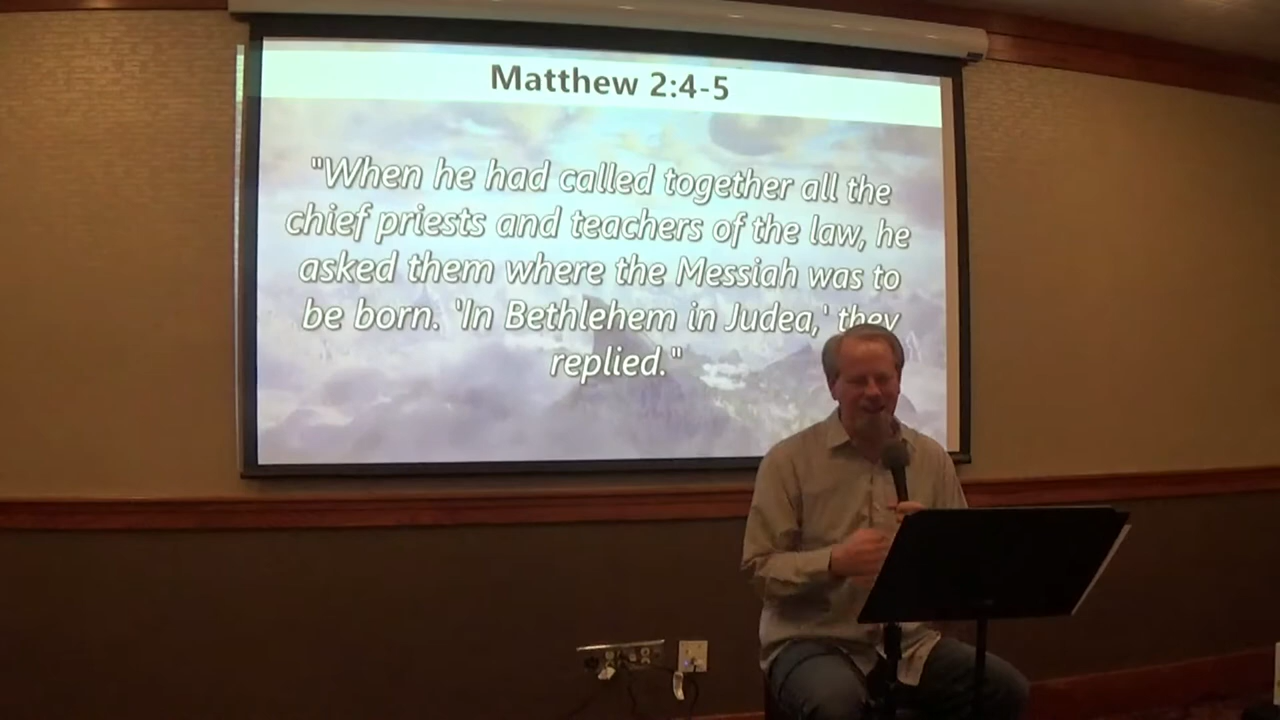 Matthew 2:4-5
"When he had called together all the
chief priests and teachers of the law, he
asked them where the Messiah was to
be born. 'In Bethlehem in Judea,' they
replied."